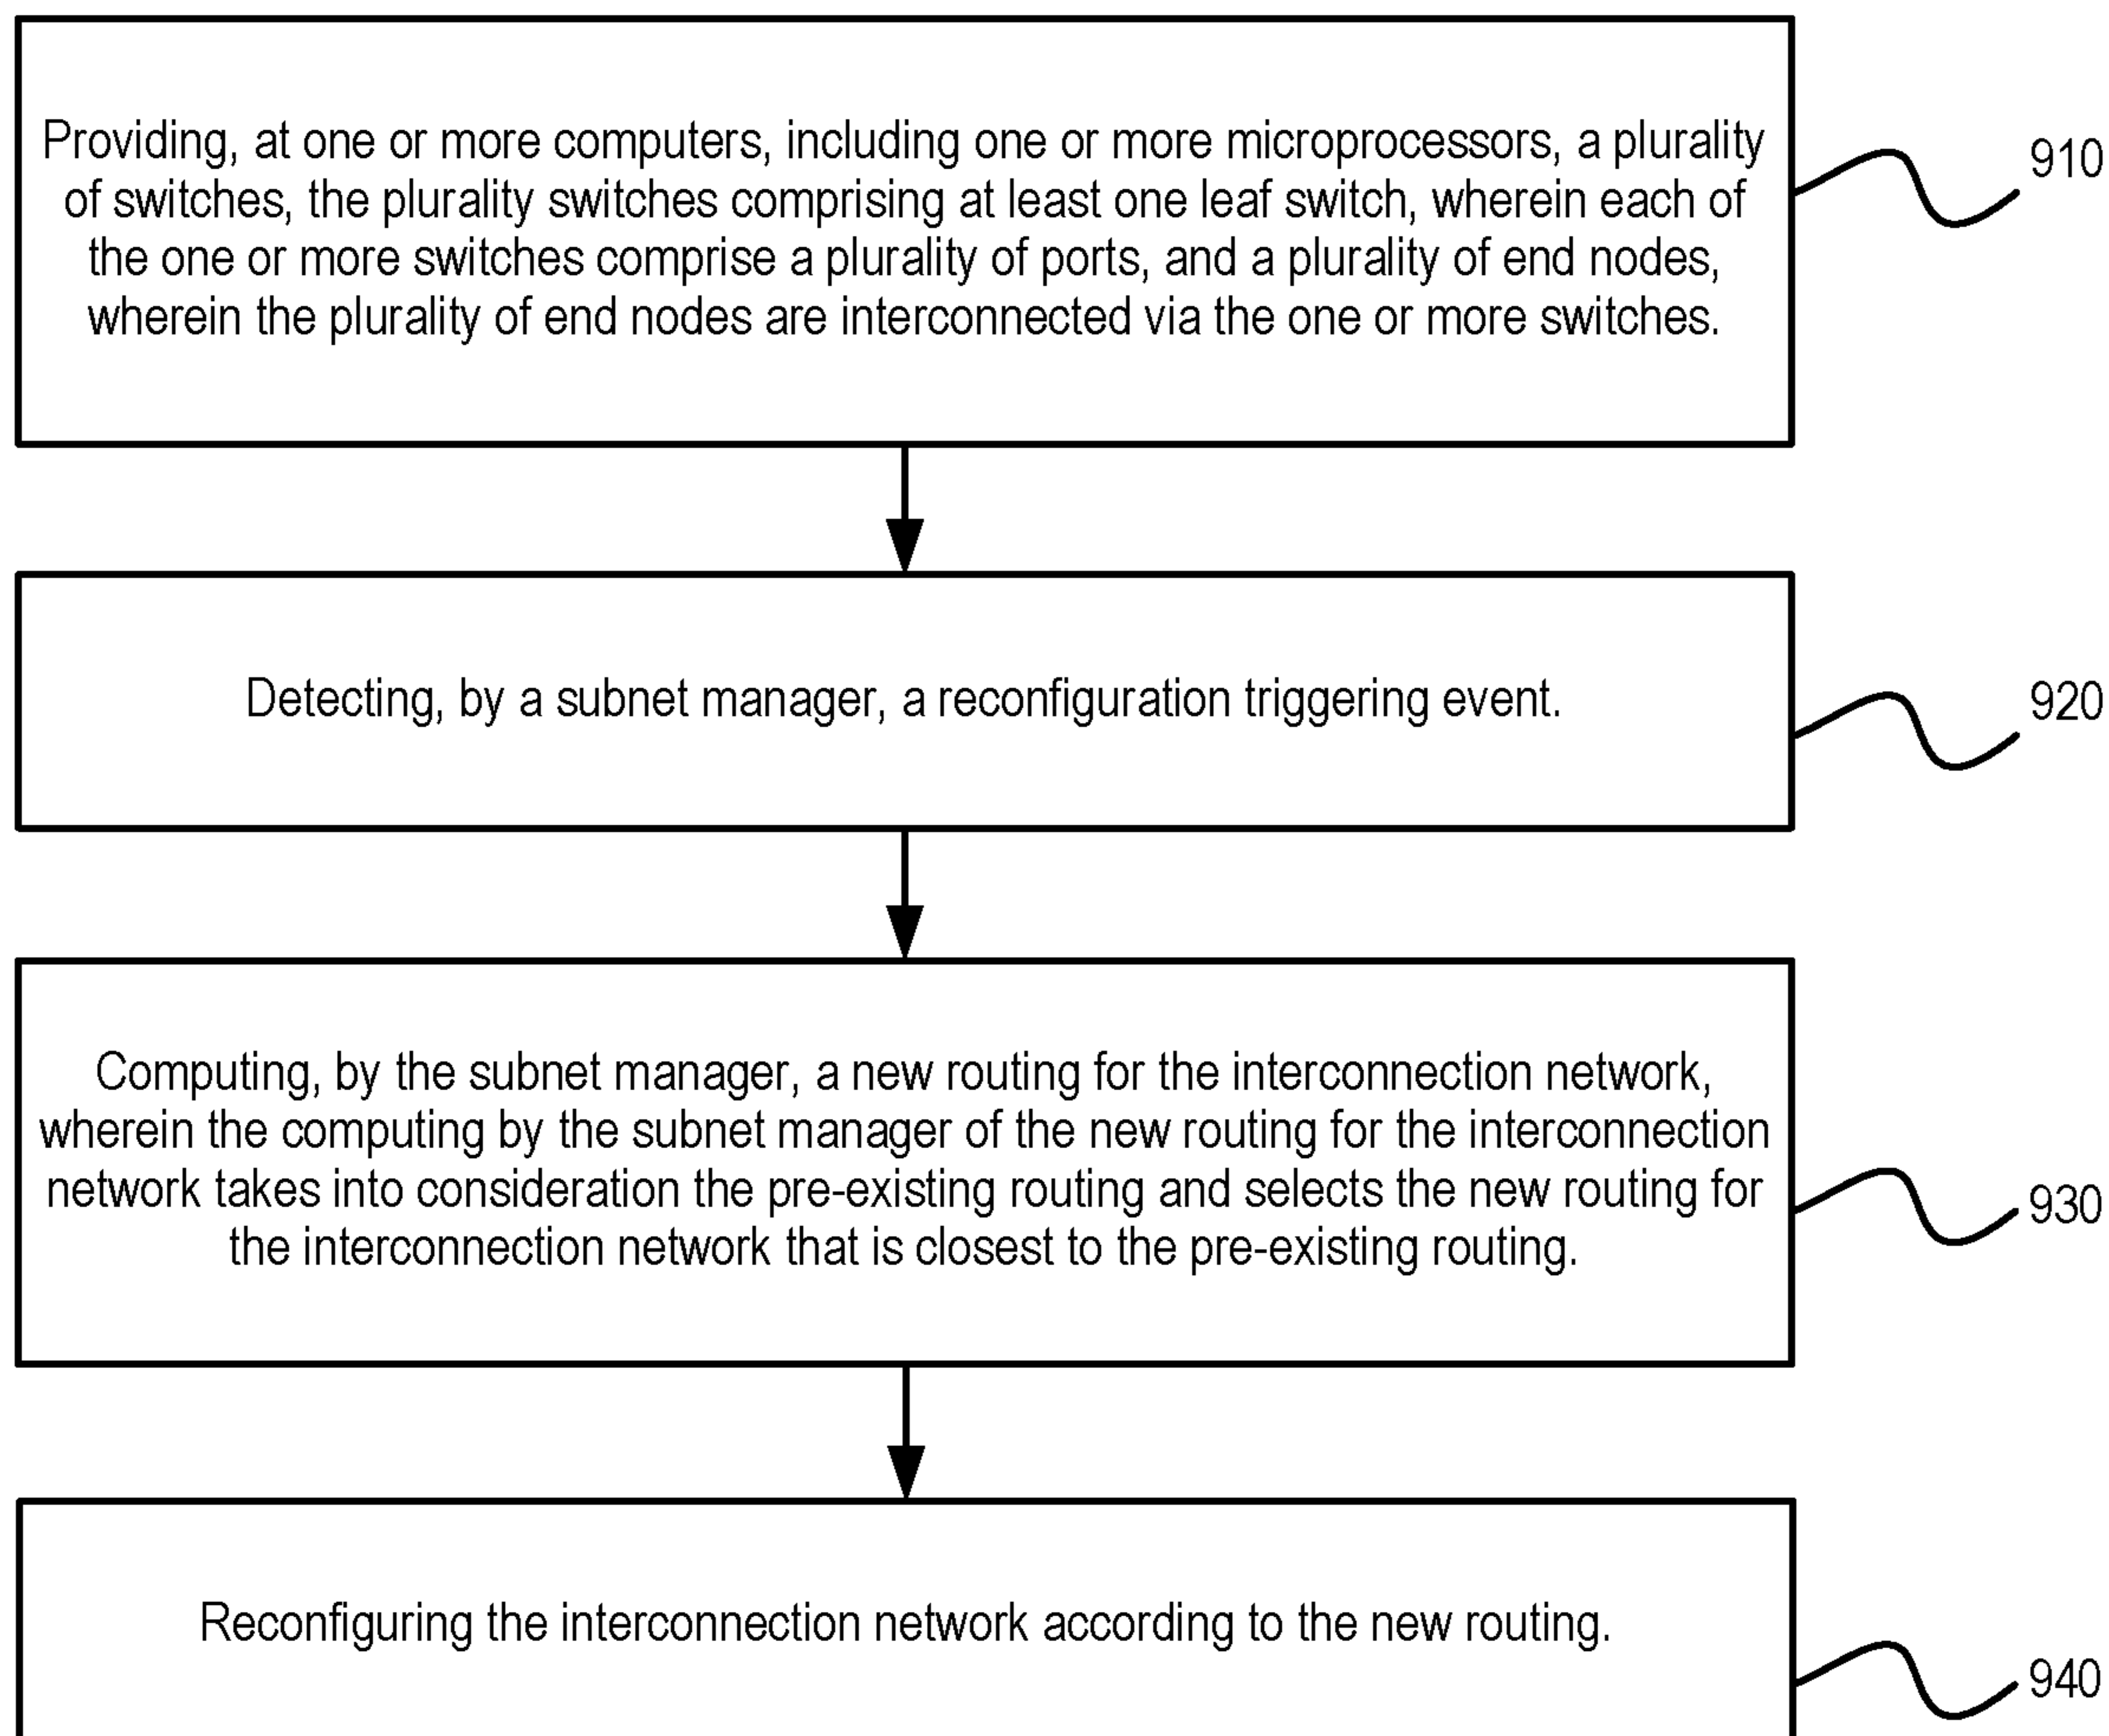 Providing, at one or more computers, including one or more microprocessors, a plurality
of switches, the plurality switches comprising at least one leaf switch, wherein each of
the one or more switches comprise a plurality of ports, and a plurality of end nodes,
wherein the plurality of end nodes are interconnected via the one or more switches.
910
Detecting, by a subnet manager, a reconfiguration triggering event.
920
Computing, by the subnet manager, a new routing for the interconnection network,
wherein the computing by the subnet manager of the new routing for the interconnection
network takes into consideration the pre-existing routing and selects the new routing for
the interconnection network that is closest to the pre-existing routing.
930
Reconfiguring the interconnection network according to the new routing.
940